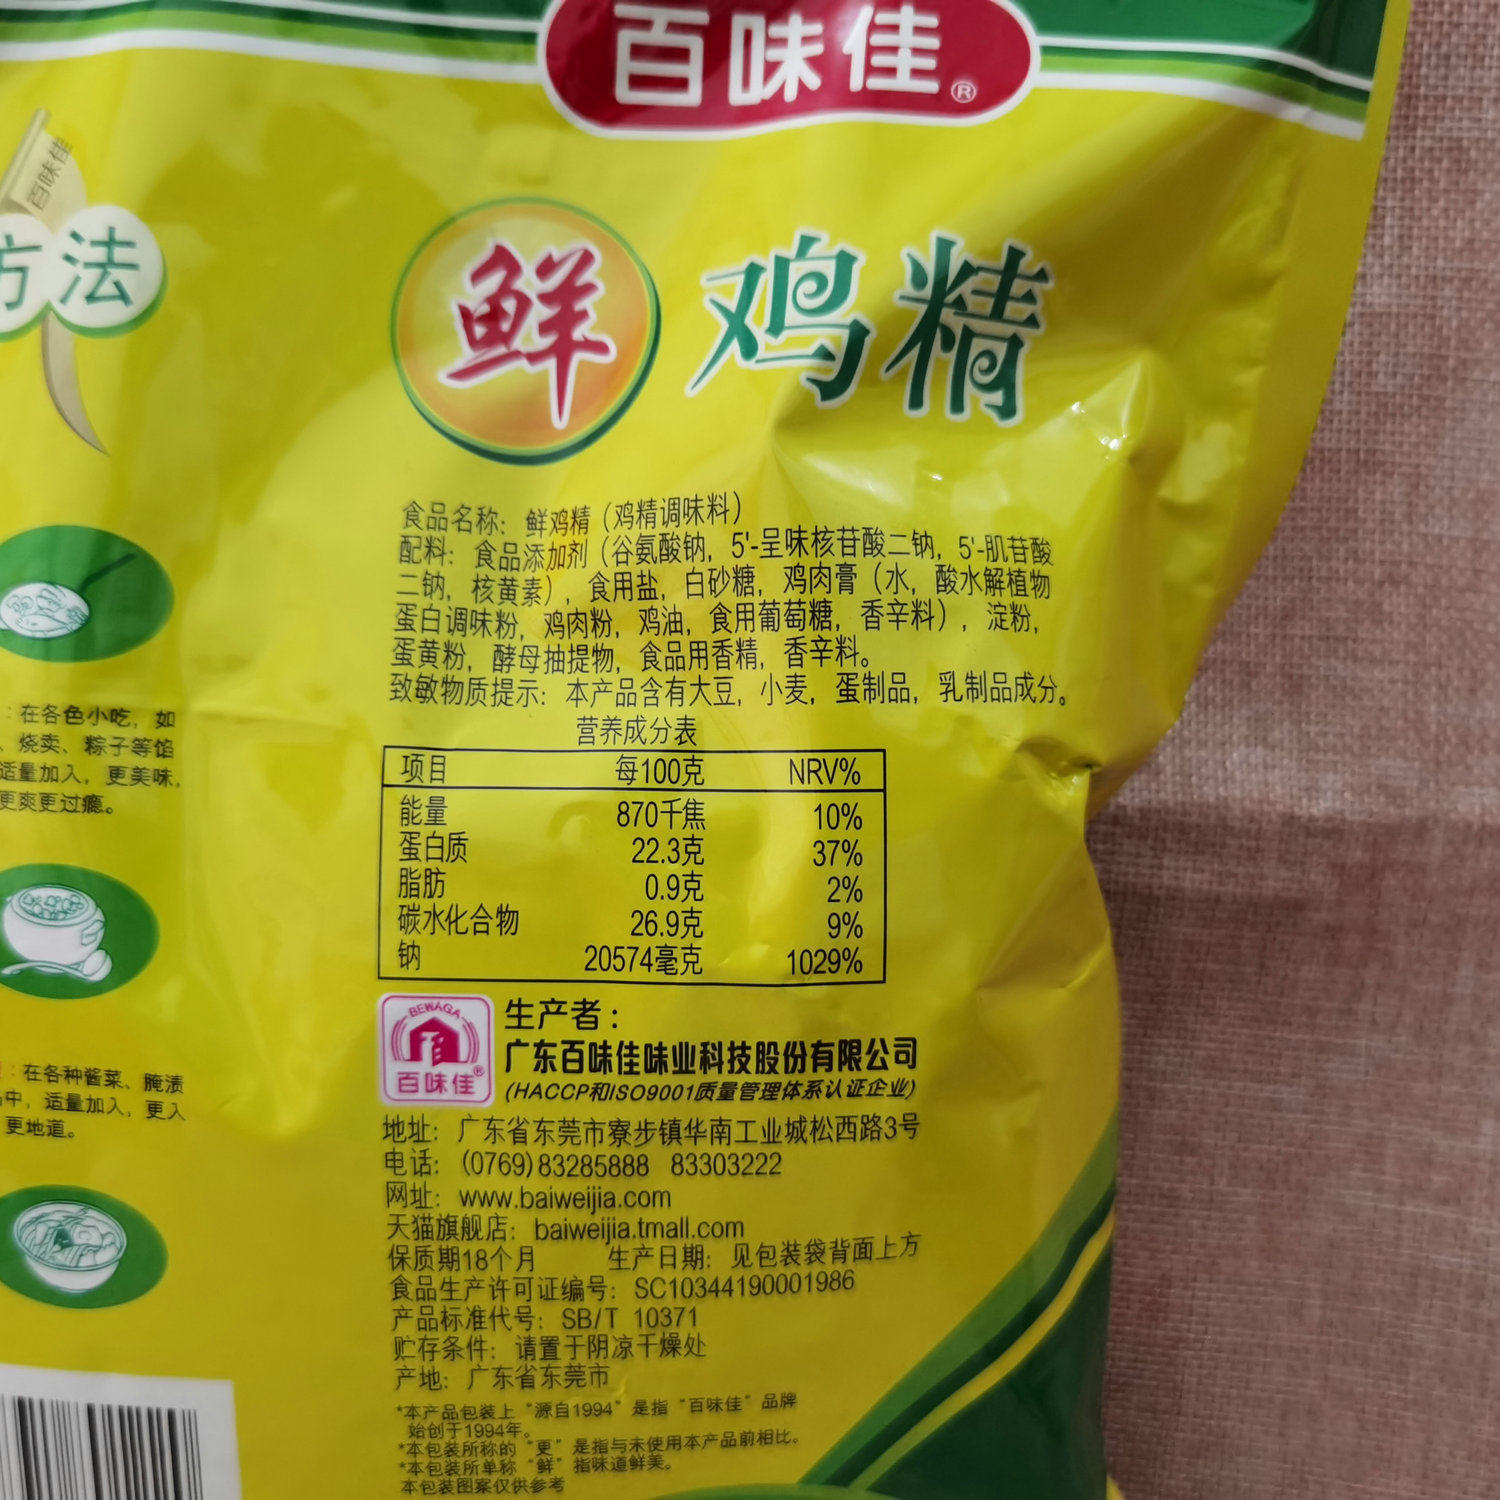 百味佳®
百味佳
方法
鲜鸡精
食品名称：鲜鸡精（鸡精调味料）
配料：食品添加剂（谷氨酸钠，5'-呈味核苷酸二钠，5'-肌苷酸
二钠，核黄素），食用盐，白砂糖，鸡肉膏（水，酸水解植物
蛋白调味粉，鸡肉粉，鸡油，食用葡萄糖，香辛料），淀粉，
蛋黄粉，酵母抽提物，食品用香精，香辛料。
致敏物质提示：本产品含有大豆，小麦，蛋制品，乳制品成分。
营养成分表
项目 每100克 NRV%
能量 870千焦 10%
蛋白质 22.3克 37%
脂肪 0.9克 2%
碳水化合物 26.9克 9%
钠 20574毫克 1029%
：在各色小吃，如
、烧卖、粽子等馅
适量加入，更美味，
更爽更过瘾。
：在各种酱菜、腌渍
中，适量加入，更入
更地道。
BEWAGA
百味佳®
生产者：
广东百味佳味业科技股份有限公司
(HACCP和ISO9001质量管理体系认证企业)
地址：广东省东莞市寮步镇华南工业城松西路3号
电话：(0769)83285888 83303222
网址：www.baiweijia.com
天猫旗舰店：baiweijia.tmall.com
保质期18个月 生产日期：见包装袋背面上方
食品生产许可证编号：SC10344190001986
产品标准代号：SB/T 10371
贮存条件：请置于阴凉干燥处
产地：广东省东莞市
*本产品包装上“源自1994”是指“百味佳”品牌
始创于1994年。
*本包装所称的“更”是指与未使用本产品前相比。
*本包装所单称“鲜”指味道鲜美。
本包装图案仅供参考